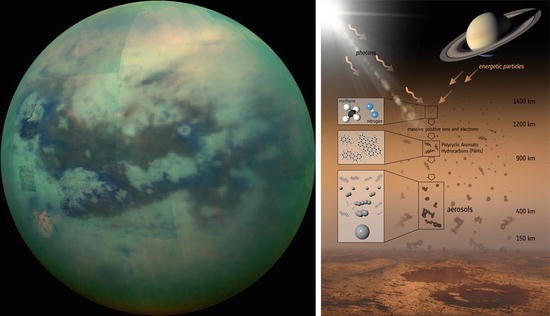 photons
energetic particles
1400 km
methane
nitrogen
1200 km
massive positive ions and electrons
Polycyclic Aromatic
Hydrocarbons (PAHs)
900 km
aerosols
400 km
150 km